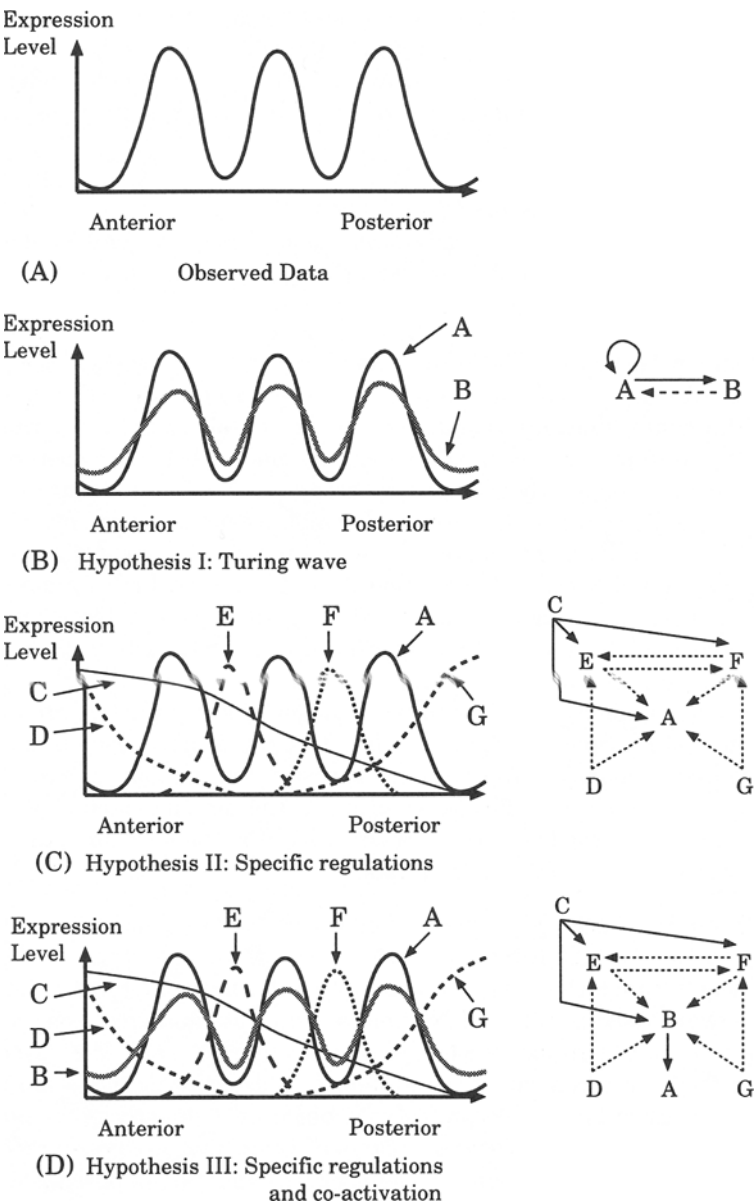 Expression
Level
Anterior
Posterior
(A)
Observed Data
Expression
Level
A
B
Anterior
Posterior
A
B
(B) Hypothesis I: Turing wave
Expression
Level
C
D
E
F
A
G
Anterior
Posterior
C
E
F
A
D
G
(C) Hypothesis II: Specific regulations
Expression
Level
C
D
B
E
F
A
G
Anterior
Posterior
C
E
F
B
D
A
G
(D) Hypothesis III: Specific regulations
and co-activation